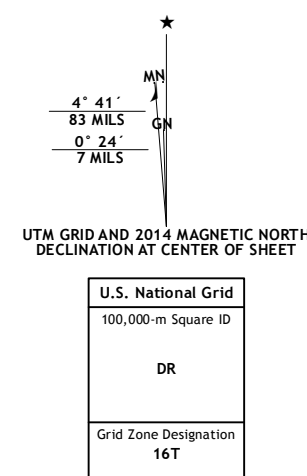 MN
4° 41´
83 MILS
GN
0° 24´
7 MILS
UTM GRID AND 2014 MAGNETIC NORTH
DECLINATION AT CENTER OF SHEET
U.S. National Grid
100,000-m Square ID
DR
Grid Zone Designation
16T